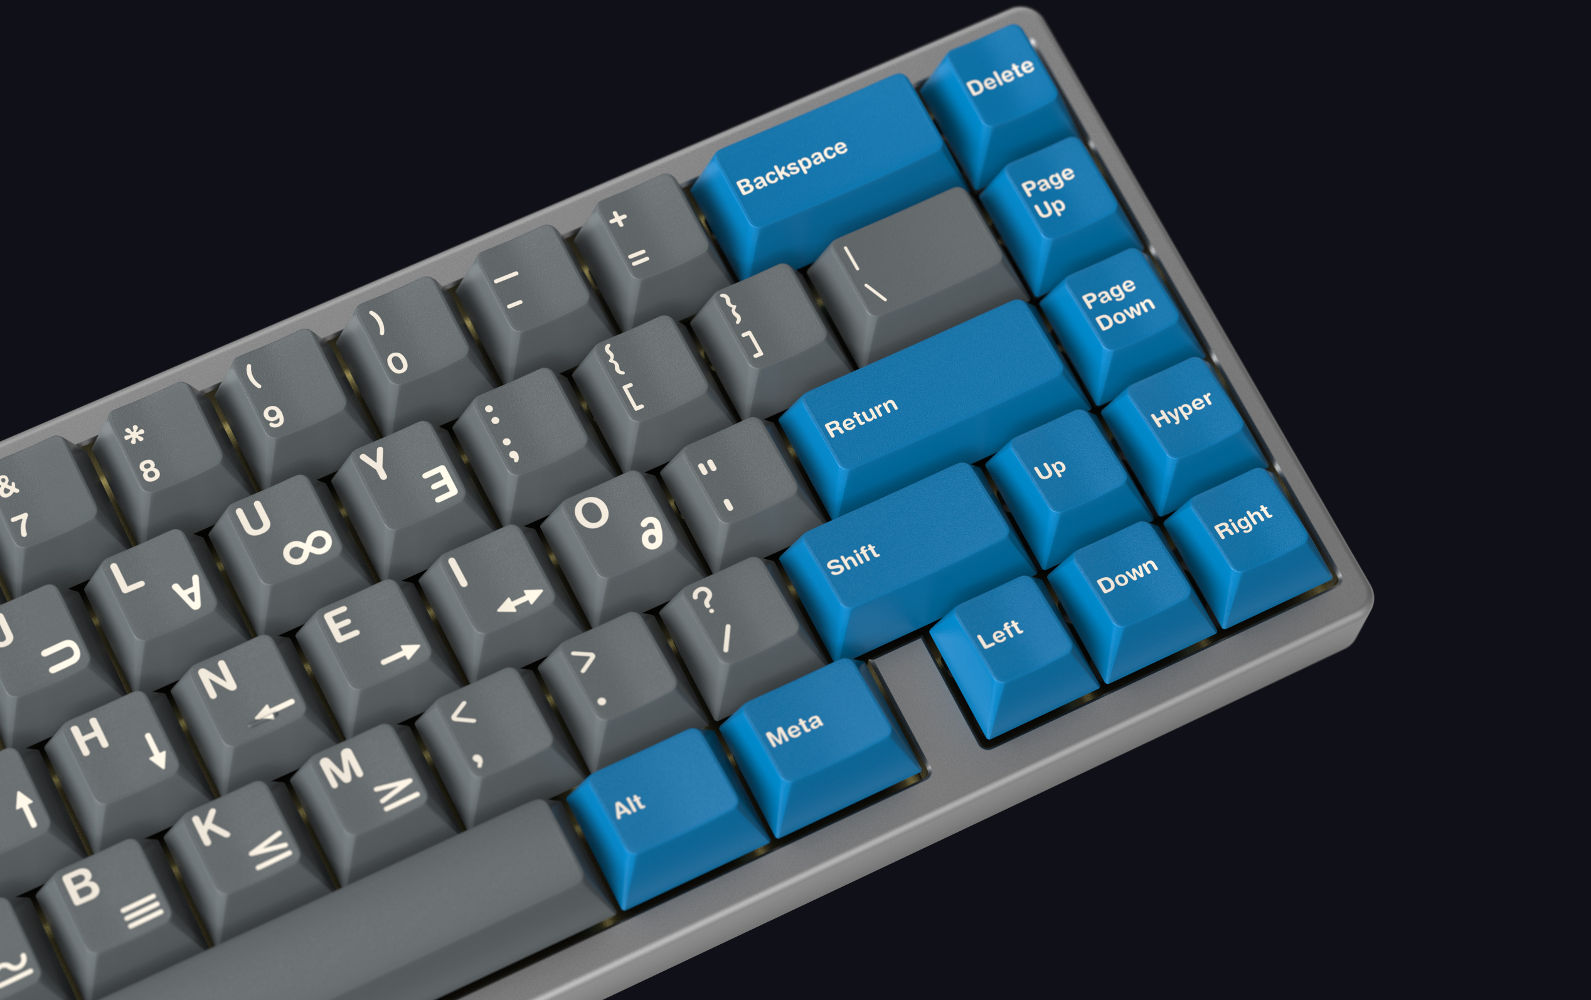 &
7
*
8
(
9
)
0
—
–
+
=
Backspace
Delete
J
⊃
L
∀
U
∞
Y
∃
:
;
{
[
}
]
|
\
Page
Up
↑
H
↓
N
←
E
→
I
↔
O
∂
"
'
Return
Page
Down
≃
B
≡
K
≤
M
≥
<
,
>
.
?
/
Shift
Up
Hyper
Alt
Meta
Left
Down
Right